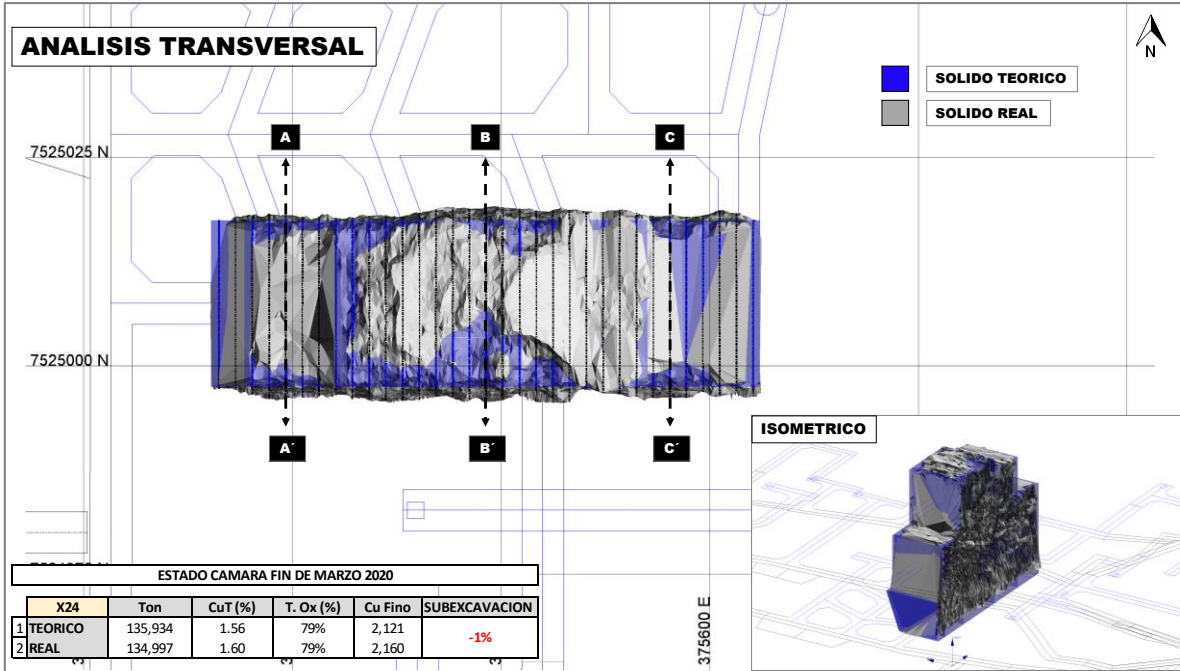 ANALISIS TRANSVERSAL
N
SOLIDO TEORICO
SOLIDO REAL
A
B
C
7525025 N
7525000 N
A´
B´
C´
ISOMETRICO
375600 E
ESTADO CAMARA FIN DE MARZO 2020
X24 Ton CuT (%) T. Ox (%) Cu Fino SUBEXCAVACION
1 TEORICO 135,934 1.56 79% 2,121 -1%
2 REAL 134,997 1.60 79% 2,160